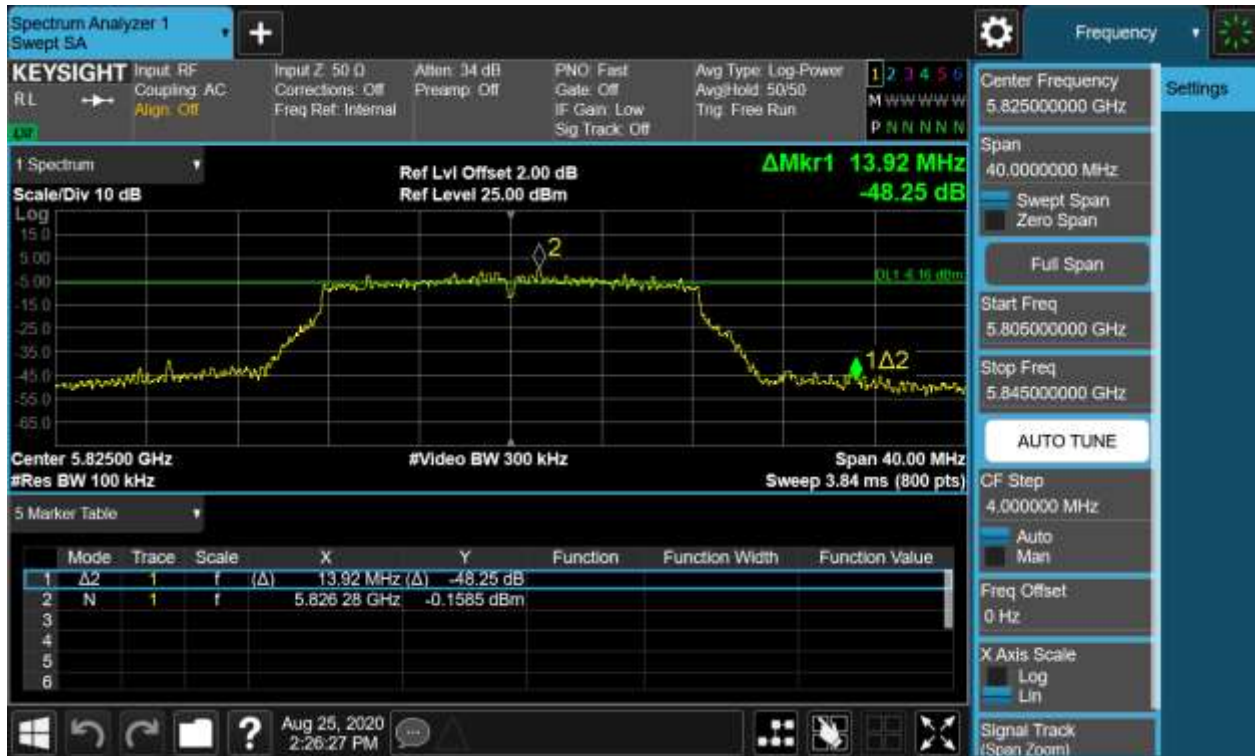 Spectrum Analyzer 1
Swept SA
+
Frequency
KEYSIGHT
RL
Input: RF
Coupling: AC
Align: Off
Input Z: 50 Ω
Corrections: Off
Freq Ref: Internal
Atten: 34 dB
Preamp: Off
PNO: Fast
Gate: Off
IF Gain: Low
Sig Track: Off
Avg Type: Log-Power
Avg|Hold: 50/50
Trig: Free Run
1 2 3 4 5 6
M W W W W W
P N N N N N
1 Spectrum
Scale/Div 10 dB
Ref Lvl Offset 2.00 dB
Ref Level 25.00 dBm
ΔMkr1 13.92 MHz
-48.25 dB
Log
15.0
5.00
-5.00
-15.0
-25.0
-35.0
-45.0
-55.0
-65.0
2
DL1 -6.16 dBm
1Δ2
Center 5.82500 GHz
#Video BW 300 kHz
Span 40.00 MHz
#Res BW 100 kHz
Sweep 3.84 ms (800 pts)
5 Marker Table
Mode Trace Scale X Y Function Function Width Function Value
1 Δ2 1 f (Δ) 13.92 MHz (Δ) -48.25 dB
2 N 1 f 5.826 28 GHz -0.1585 dBm
3
4
5
6
?
Aug 25, 2020
2:26:27 PM
Center Frequency
5.825000000 GHz
Settings
Span
40.0000000 MHz
Swept Span
Zero Span
Full Span
Start Freq
5.805000000 GHz
Stop Freq
5.845000000 GHz
AUTO TUNE
CF Step
4.000000 MHz
Auto
Man
Freq Offset
0 Hz
X Axis Scale
Log
Lin
Signal Track
(Span Zoom)